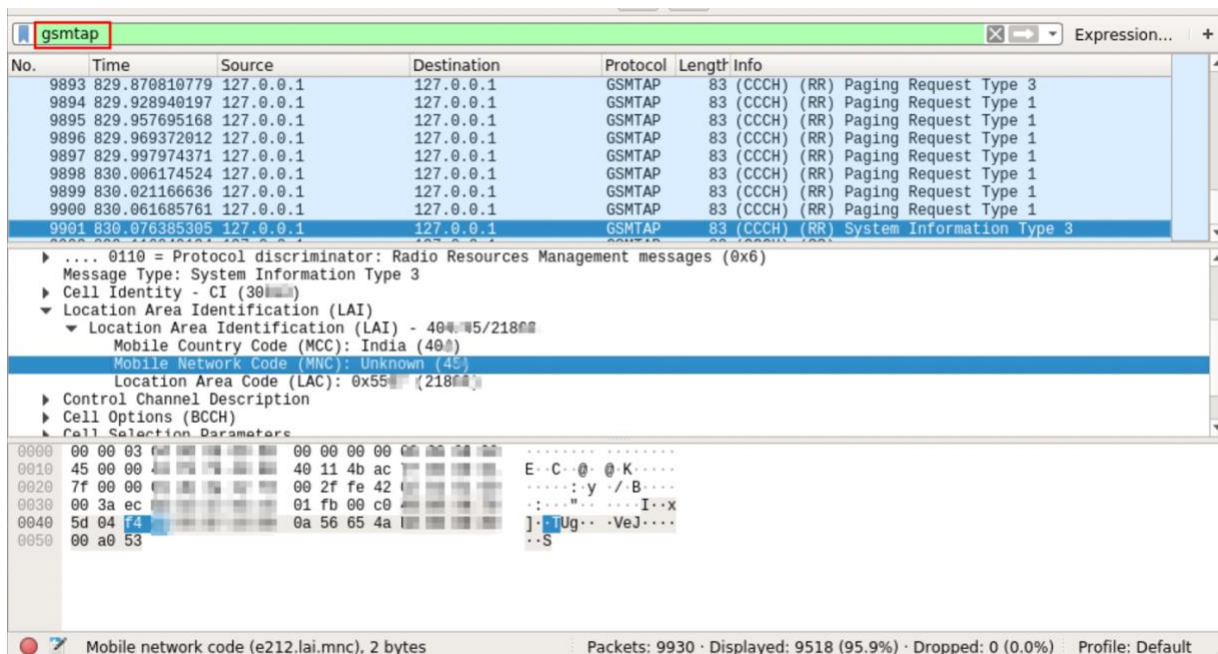 gsmtap Expression... +
No. Time Source Destination Protocol Length Info
9893 829.870810779 127.0.0.1 127.0.0.1 GSMTAP 83 (CCCH) (RR) Paging Request Type 3
9894 829.928940197 127.0.0.1 127.0.0.1 GSMTAP 83 (CCCH) (RR) Paging Request Type 1
9895 829.957695168 127.0.0.1 127.0.0.1 GSMTAP 83 (CCCH) (RR) Paging Request Type 1
9896 829.969372012 127.0.0.1 127.0.0.1 GSMTAP 83 (CCCH) (RR) Paging Request Type 1
9897 829.997974371 127.0.0.1 127.0.0.1 GSMTAP 83 (CCCH) (RR) Paging Request Type 1
9898 830.006174524 127.0.0.1 127.0.0.1 GSMTAP 83 (CCCH) (RR) Paging Request Type 1
9899 830.021166636 127.0.0.1 127.0.0.1 GSMTAP 83 (CCCH) (RR) Paging Request Type 1
9900 830.061685761 127.0.0.1 127.0.0.1 GSMTAP 83 (CCCH) (RR) Paging Request Type 1
9901 830.076385305 127.0.0.1 127.0.0.1 GSMTAP 83 (CCCH) (RR) System Information Type 3
.... 0110 = Protocol discriminator: Radio Resources Management messages (0x6)
Message Type: System Information Type 3
Cell Identity - CI
Location Area Identification (LAI)
Location Area Identification (LAI) -
Mobile Country Code (MCC): India
Mobile Network Code (MNC): Unknown
Location Area Code (LAC):
Control Channel Description
Cell Options (BCCH)
Cell Selection Parameters
0000 00 00 03 00 00 00 00
0010 45 00 00 40 11 4b ac E··C··@· @·K·····
0020 7f 00 00 00 2f fe 42 ·····:·y ·/·B····
0030 00 3a ec 01 fb 00 c0 ·:···"·· ·····I··x
0040 5d 04 f4 0a 56 65 4a ]··TUg·· ·VeJ····
0050 00 a0 53 ··S
Mobile network code (e212.lai.mnc), 2 bytes Packets: 9930 · Displayed: 9518 (95.9%) · Dropped: 0 (0.0%) Profile: Default